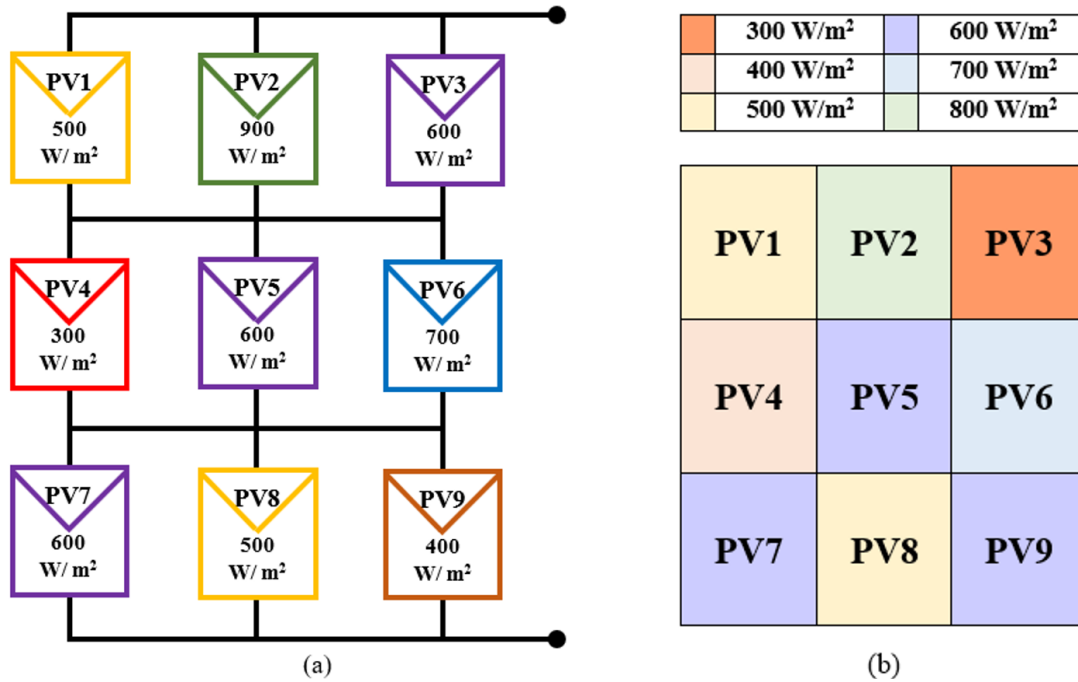 PV1
500
W/ m²
PV2
900
W/ m²
PV3
600
W/ m²
PV4
300
W/ m²
PV5
600
W/ m²
PV6
700
W/ m²
PV7
600
W/ m²
PV8
500
W/ m²
PV9
400
W/ m²
(a)
300 W/m² 600 W/m²
400 W/m² 700 W/m²
500 W/m² 800 W/m²
PV1 PV2 PV3
PV4 PV5 PV6
PV7 PV8 PV9
(b)